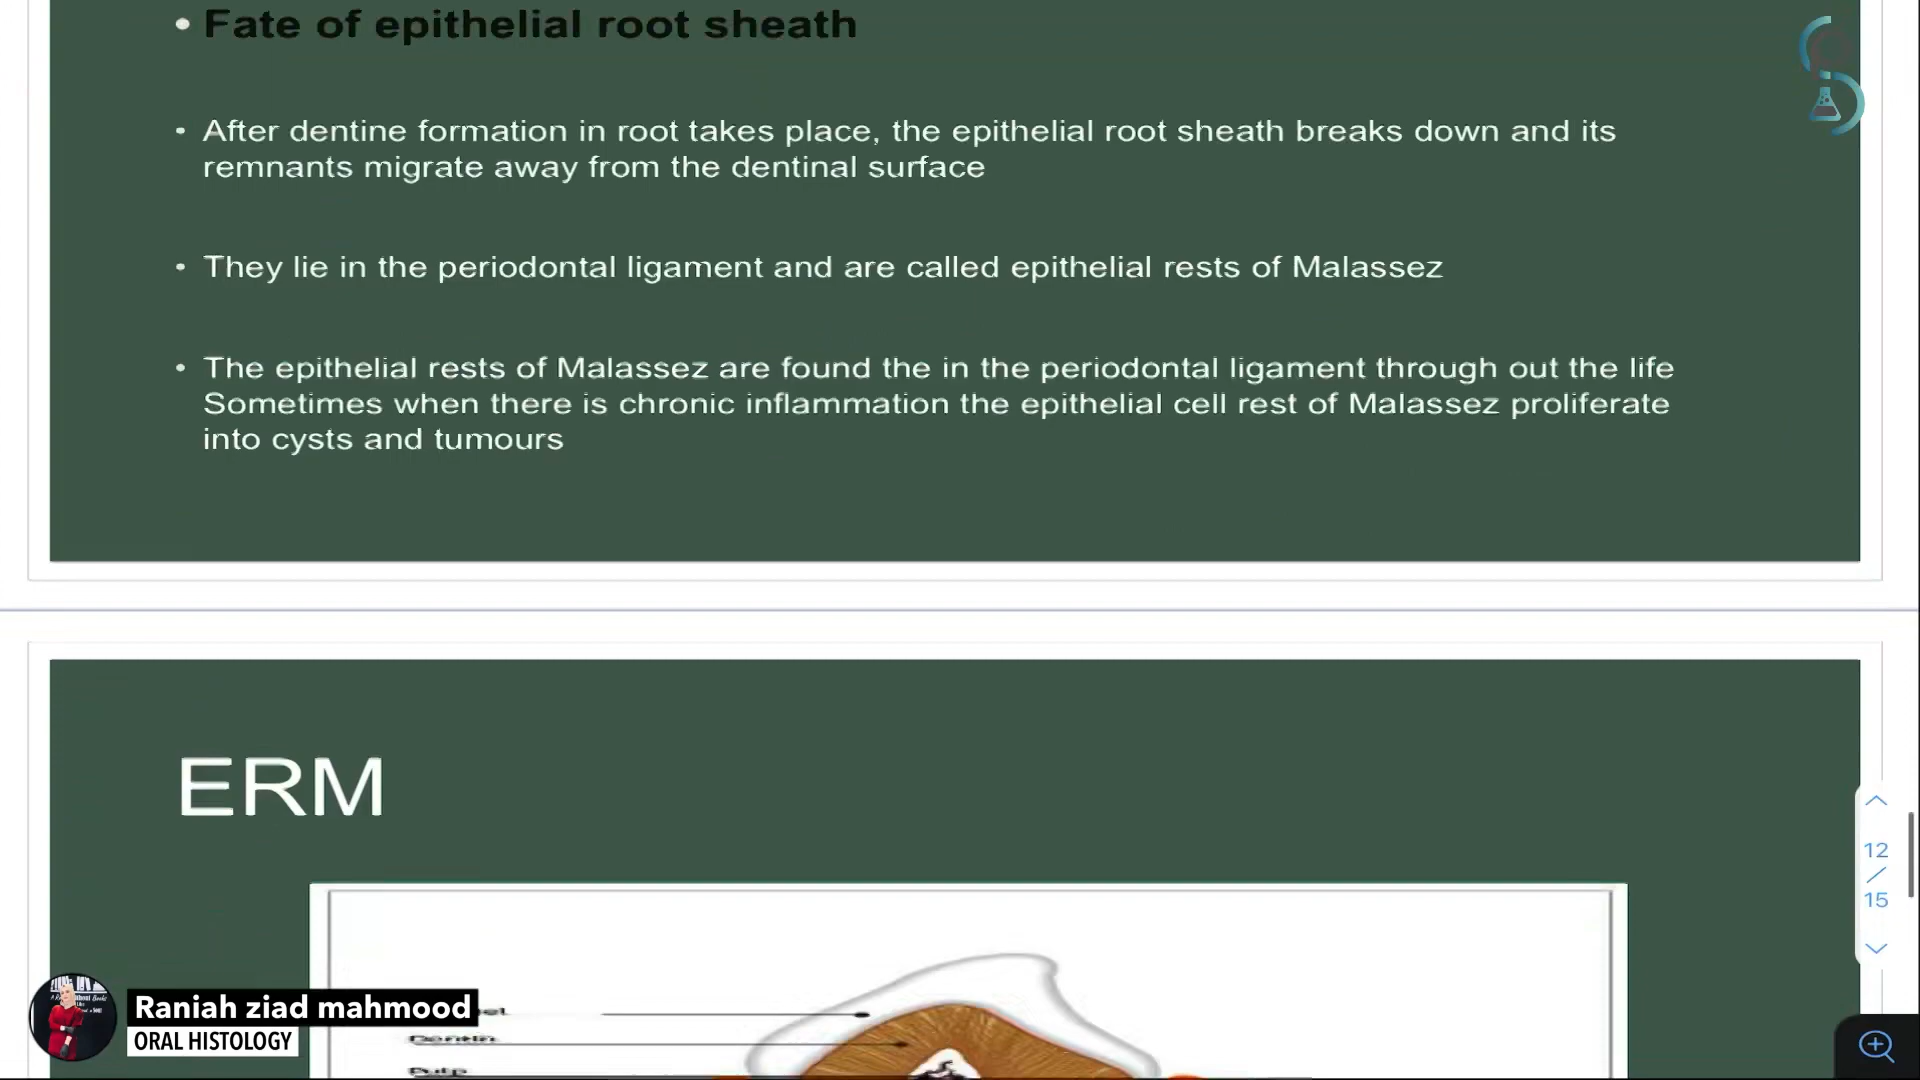 • Fate of epithelial root sheath
• After dentine formation in root takes place, the epithelial root sheath breaks down and its
remnants migrate away from the dentinal surface
• They lie in the periodontal ligament and are called epithelial rests of Malassez
• The epithelial rests of Malassez are found the in the periodontal ligament through out the life
Sometimes when there is chronic inflammation the epithelial cell rest of Malassez proliferate
into cysts and tumours
ERM
12
/
15
Raniah ziad mahmood
ORAL HISTOLOGY
Dentin
Pulp